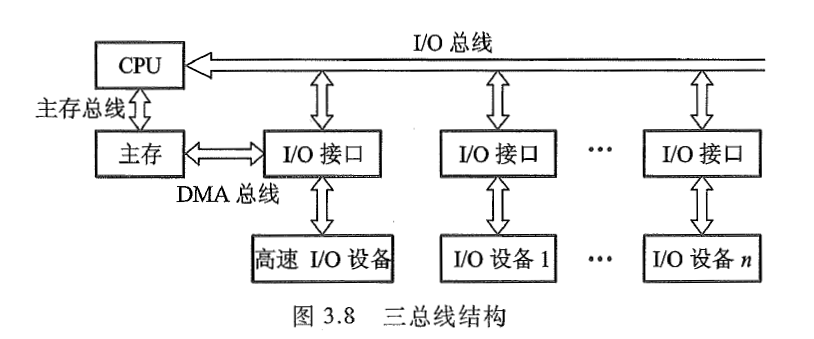 I/O 总线
CPU
主存总线
主存
I/O 接口
I/O 接口
···
I/O 接口
DMA 总线
高速 I/O 设备
I/O 设备 1
···
I/O 设备 n
图 3.8 三总线结构